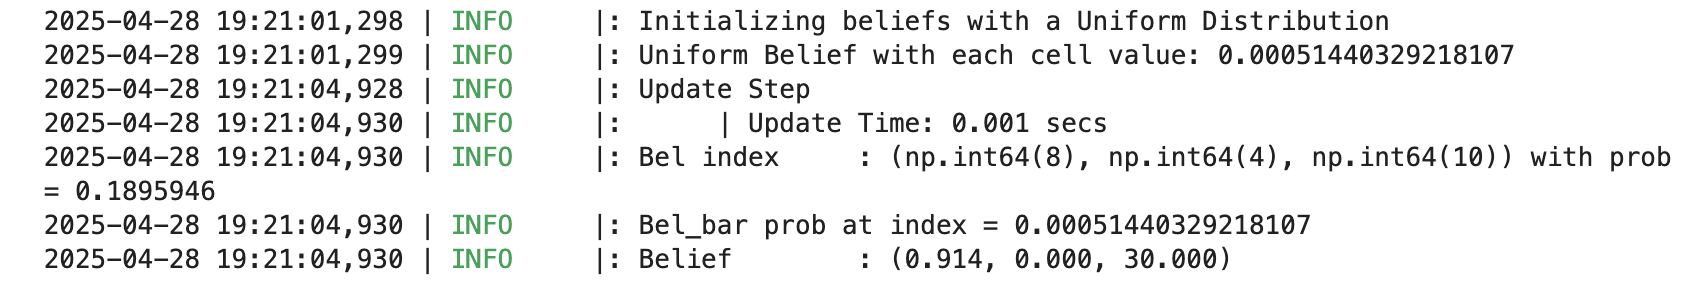 2025-04-28 19:21:01,298 | INFO     |: Initializing beliefs with a Uniform Distribution
2025-04-28 19:21:01,299 | INFO     |: Uniform Belief with each cell value: 0.00051440329218107
2025-04-28 19:21:04,928 | INFO     |: Update Step
2025-04-28 19:21:04,930 | INFO     |:      | Update Time: 0.001 secs
2025-04-28 19:21:04,930 | INFO     |: Bel index     : (np.int64(8), np.int64(4), np.int64(10)) with prob
= 0.1895946
2025-04-28 19:21:04,930 | INFO     |: Bel_bar prob at index = 0.00051440329218107
2025-04-28 19:21:04,930 | INFO     |: Belief        : (0.914, 0.000, 30.000)